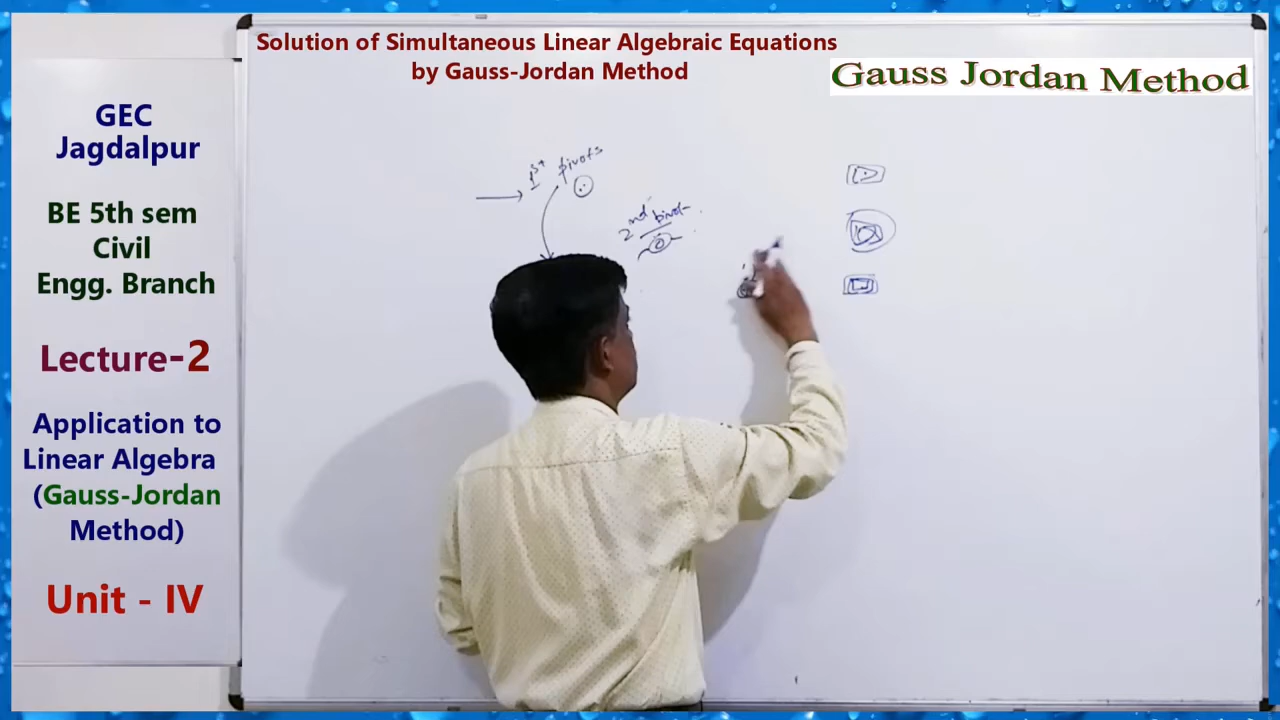 Solution of Simultaneous Linear Algebraic Equations
by Gauss-Jordan Method
Gauss Jordan Method
GEC
Jagdalpur
BE 5th sem
Civil
Engg. Branch
Lecture-2
Application to
Linear Algebra
(Gauss-Jordan
Method)
Unit - IV
1st pivots
2nd pivot